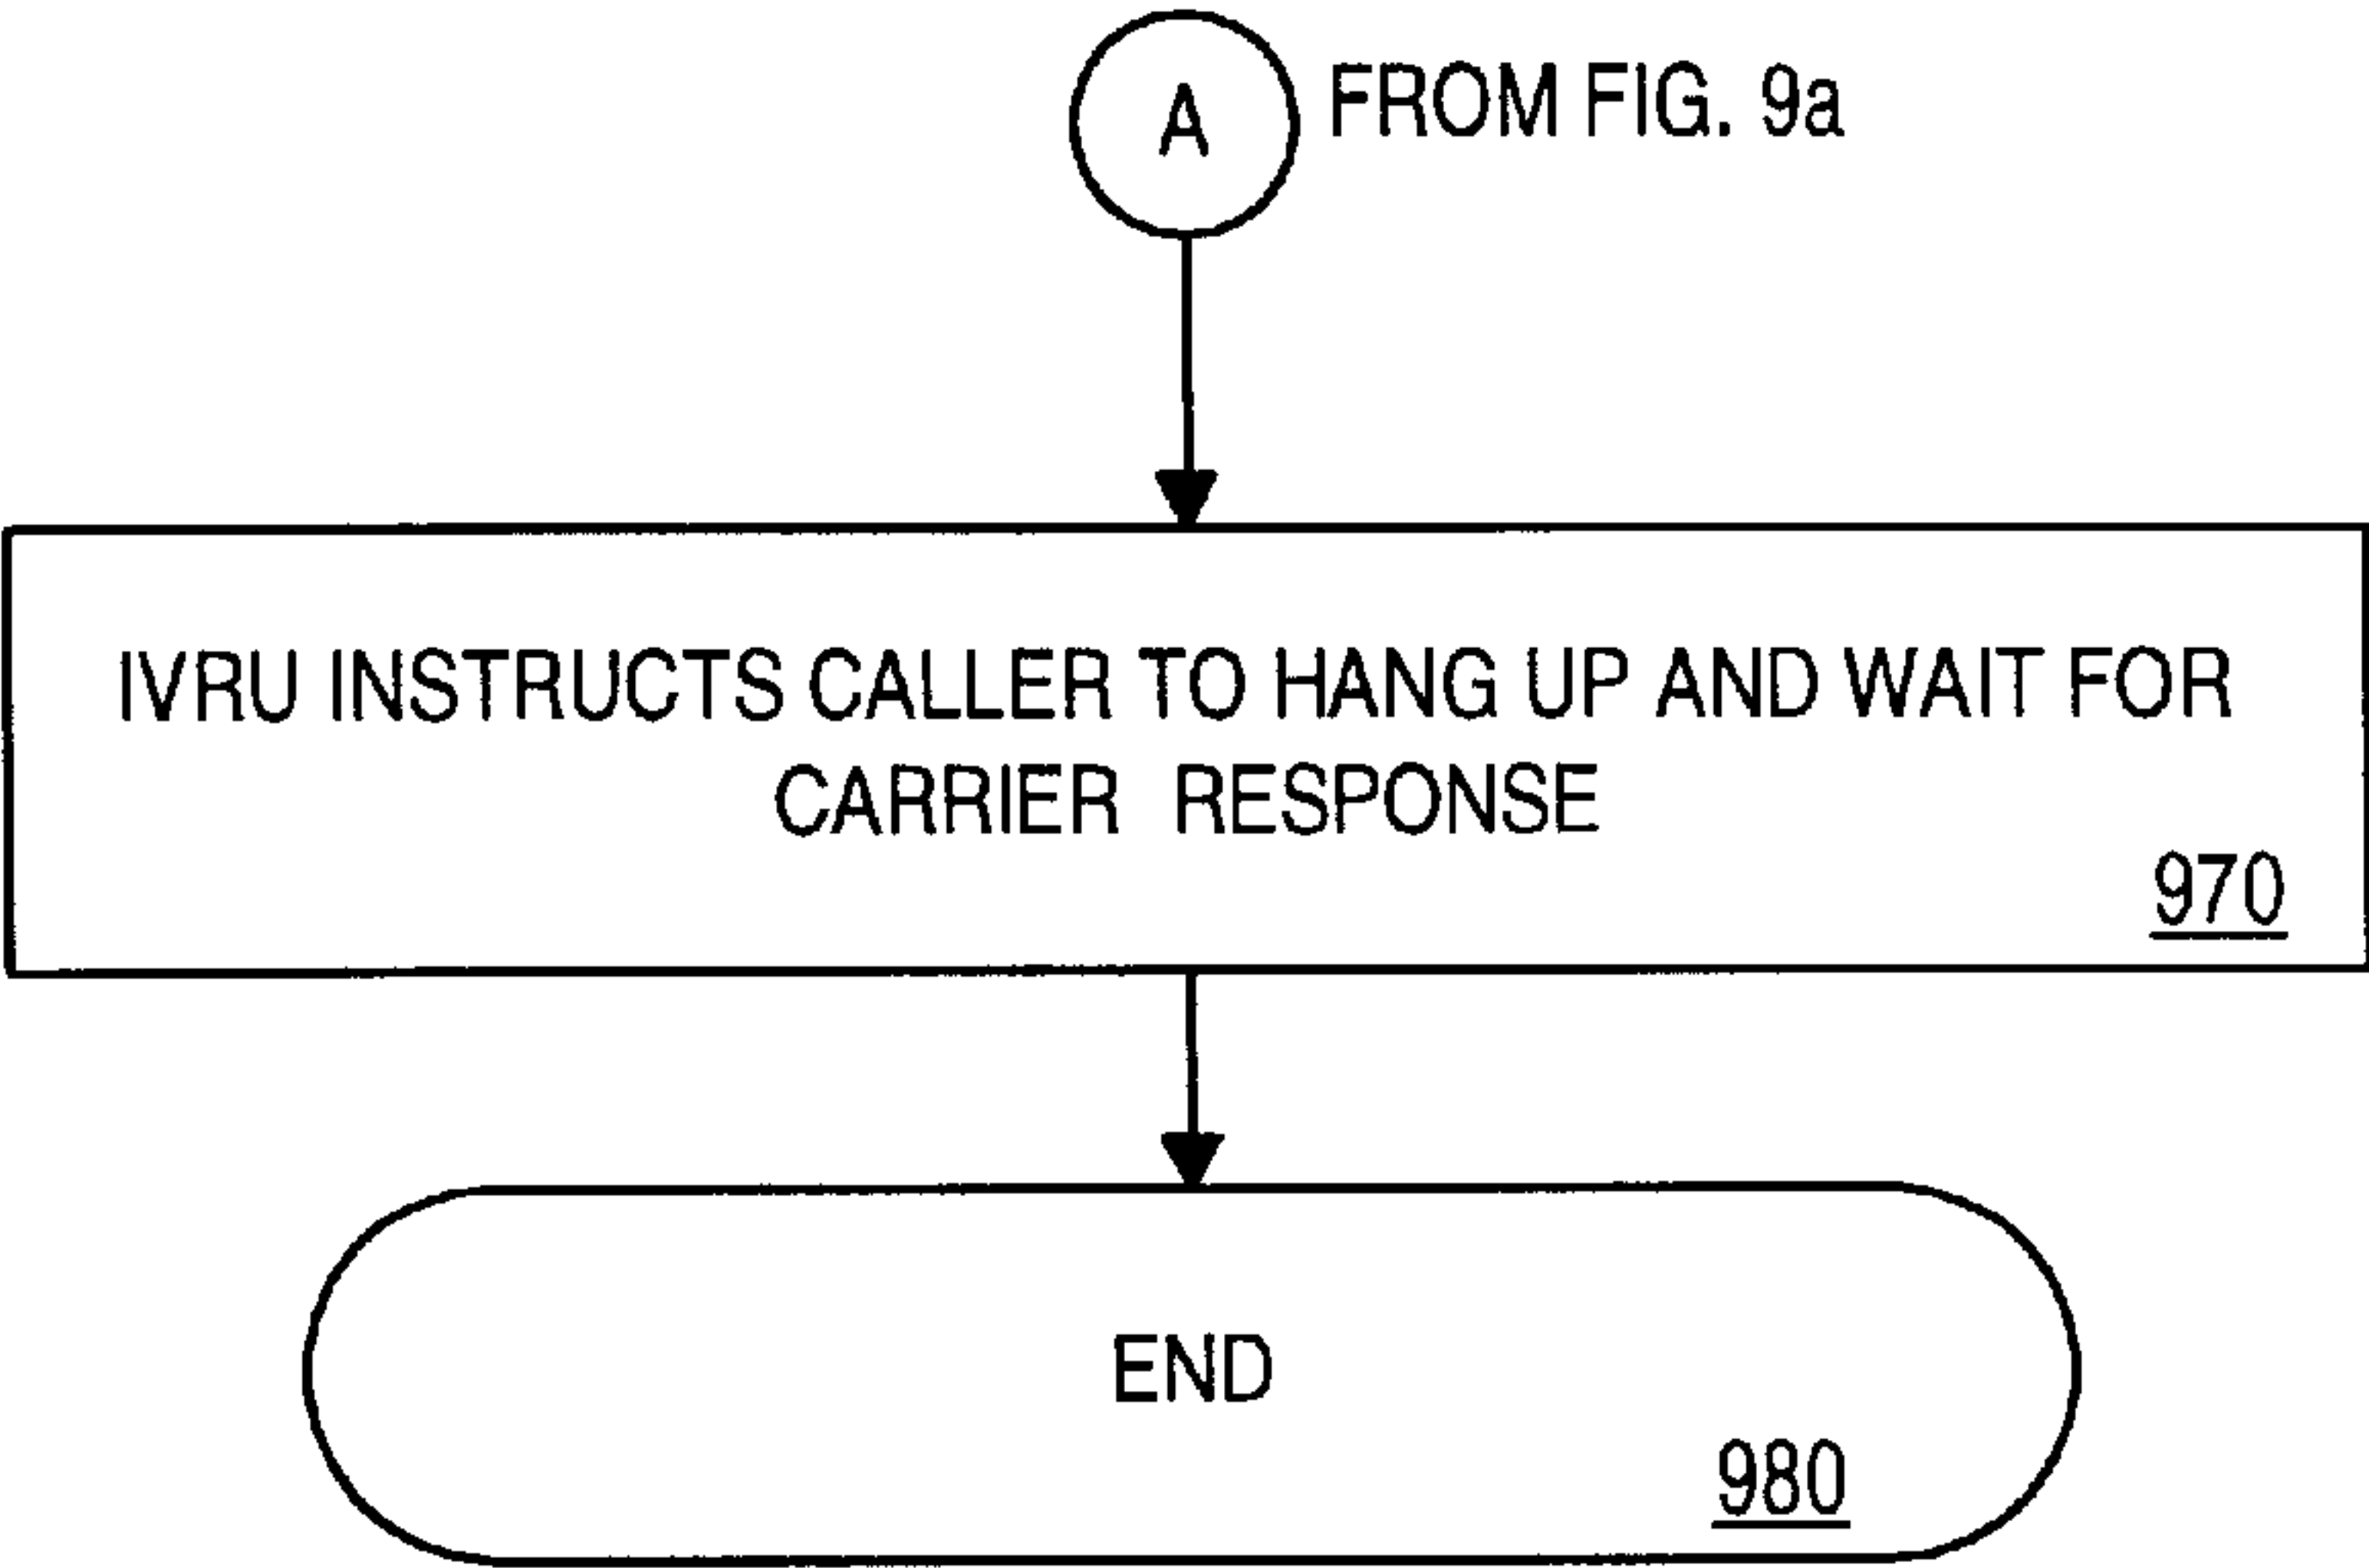 A FROM FIG. 9a
IVRU INSTRUCTS CALLER TO HANG UP AND WAIT FOR
CARRIER RESPONSE
970
END
980